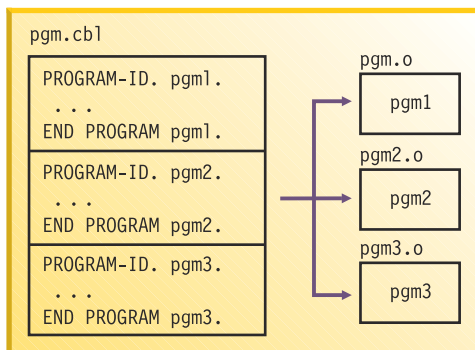 pgm.cbl
PROGRAM-ID. pgm1.
...
END PROGRAM pgm1.
PROGRAM-ID. pgm2.
...
END PROGRAM pgm2.
PROGRAM-ID. pgm3.
...
END PROGRAM pgm3.
pgm.o
pgm1
pgm2.o
pgm2
pgm3.o
pgm3